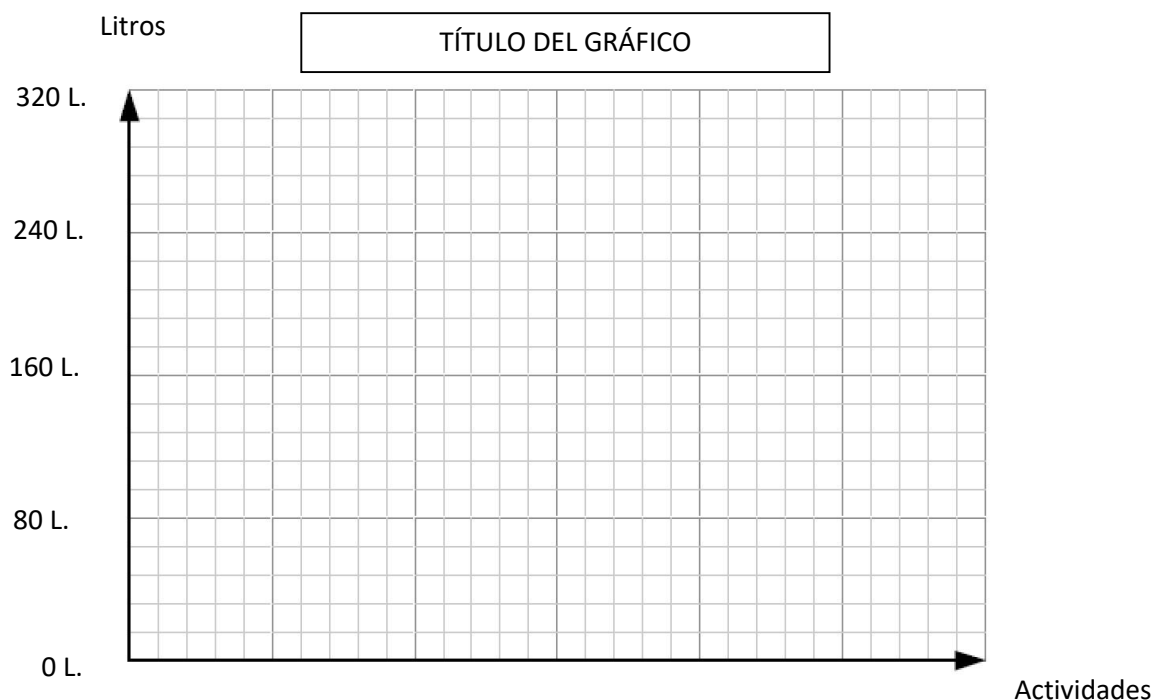 Litros
TÍTULO DEL GRÁFICO
320 L.
240 L.
160 L.
80 L.
0 L.
Actividades